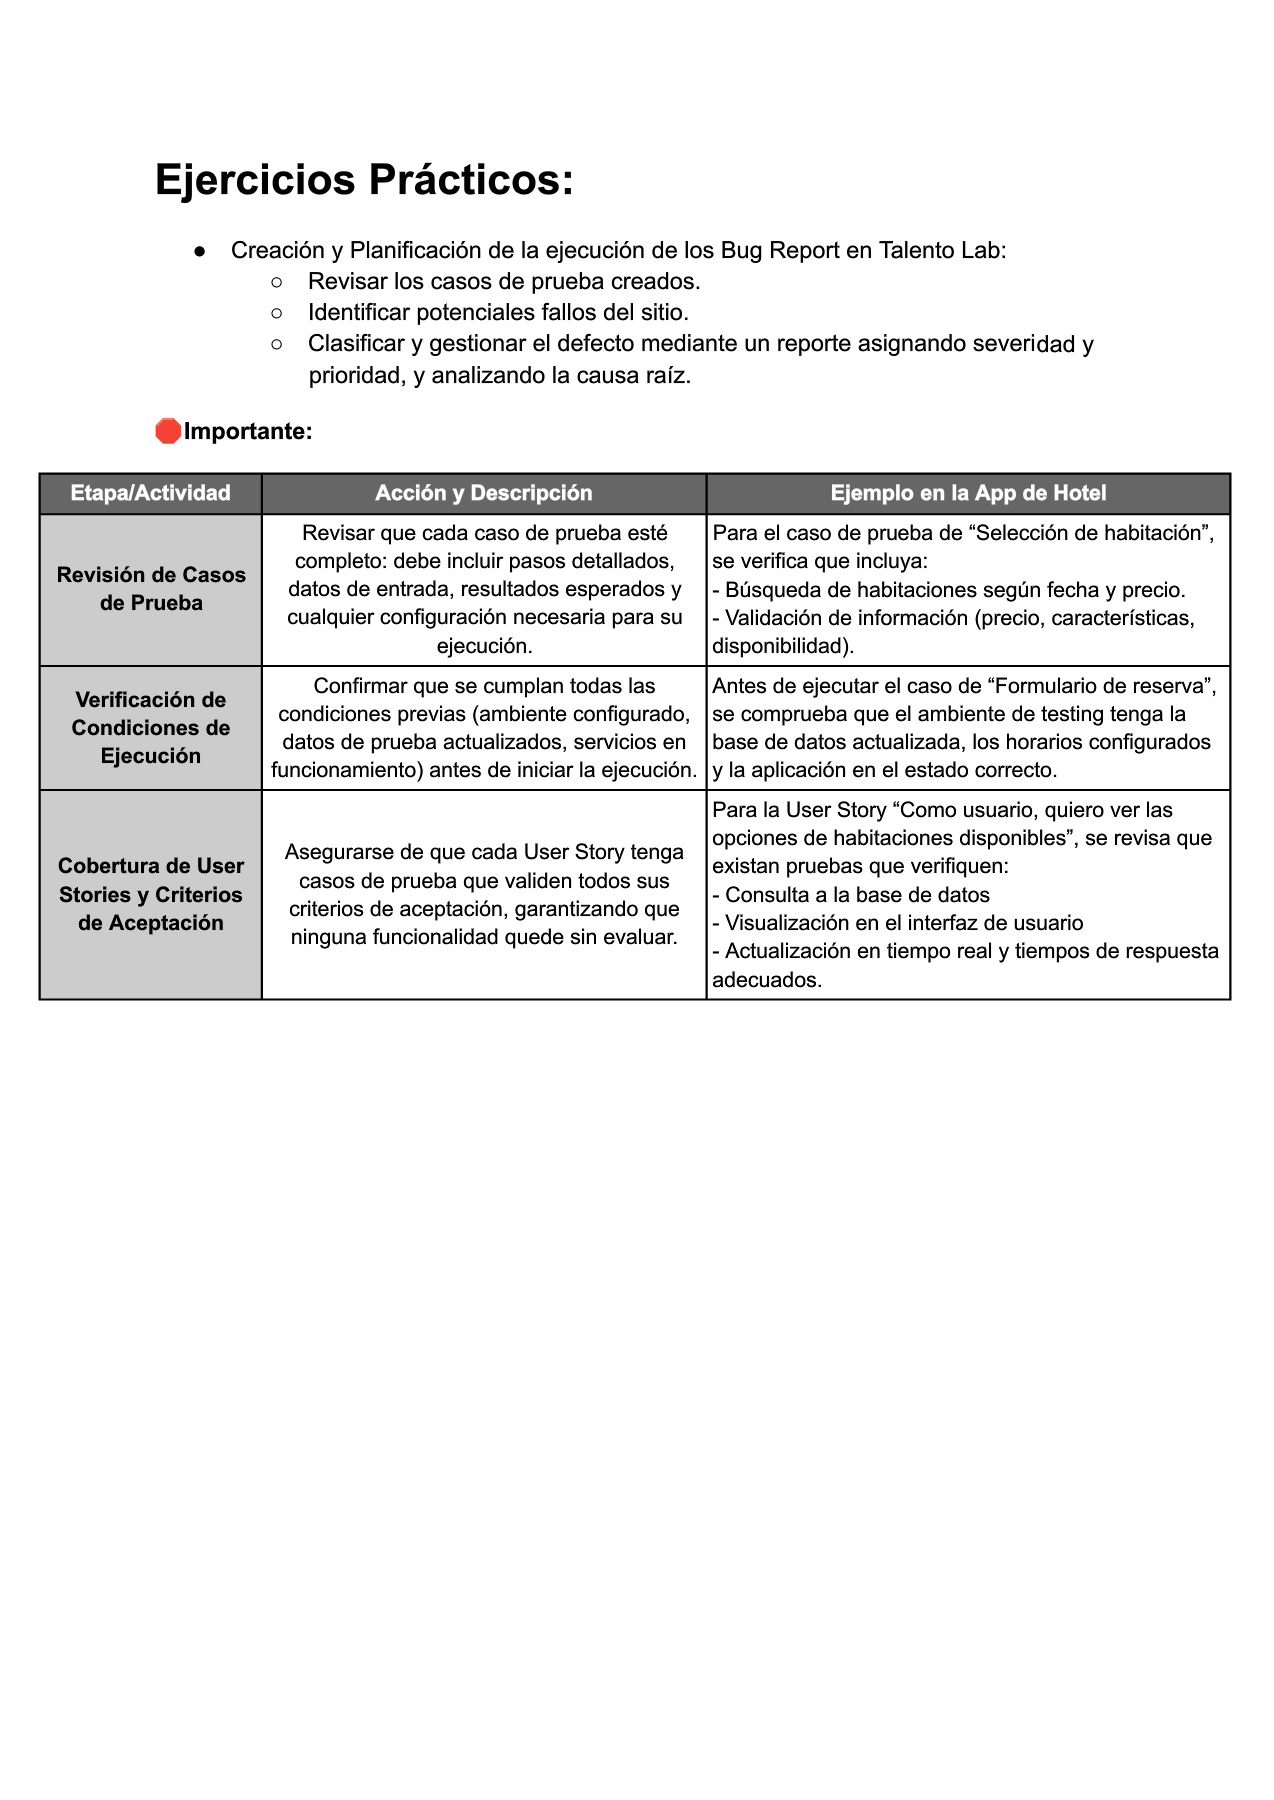 Ejercicios Prácticos:
● Creación y Planificación de la ejecución de los Bug Report en Talento Lab:
○ Revisar los casos de prueba creados.
○ Identificar potenciales fallos del sitio.
○ Clasificar y gestionar el defecto mediante un reporte asignando severidad y
prioridad, y analizando la causa raíz.
🛑Importante:
Etapa/Actividad
Acción y Descripción
Ejemplo en la App de Hotel
Revisión de Casos
de Prueba
Revisar que cada caso de prueba esté
completo: debe incluir pasos detallados,
datos de entrada, resultados esperados y
cualquier configuración necesaria para su
ejecución.
Para el caso de prueba de “Selección de habitación”,
se verifica que incluya:
- Búsqueda de habitaciones según fecha y precio.
- Validación de información (precio, características,
disponibilidad).
Verificación de
Condiciones de
Ejecución
Confirmar que se cumplan todas las
condiciones previas (ambiente configurado,
datos de prueba actualizados, servicios en
funcionamiento) antes de iniciar la ejecución.
Antes de ejecutar el caso de “Formulario de reserva”,
se comprueba que el ambiente de testing tenga la
base de datos actualizada, los horarios configurados
y la aplicación en el estado correcto.
Cobertura de User
Stories y Criterios
de Aceptación
Asegurarse de que cada User Story tenga
casos de prueba que validen todos sus
criterios de aceptación, garantizando que
ninguna funcionalidad quede sin evaluar.
Para la User Story “Como usuario, quiero ver las
opciones de habitaciones disponibles”, se revisa que
existan pruebas que verifiquen:
- Consulta a la base de datos
- Visualización en el interfaz de usuario
- Actualización en tiempo real y tiempos de respuesta
adecuados.